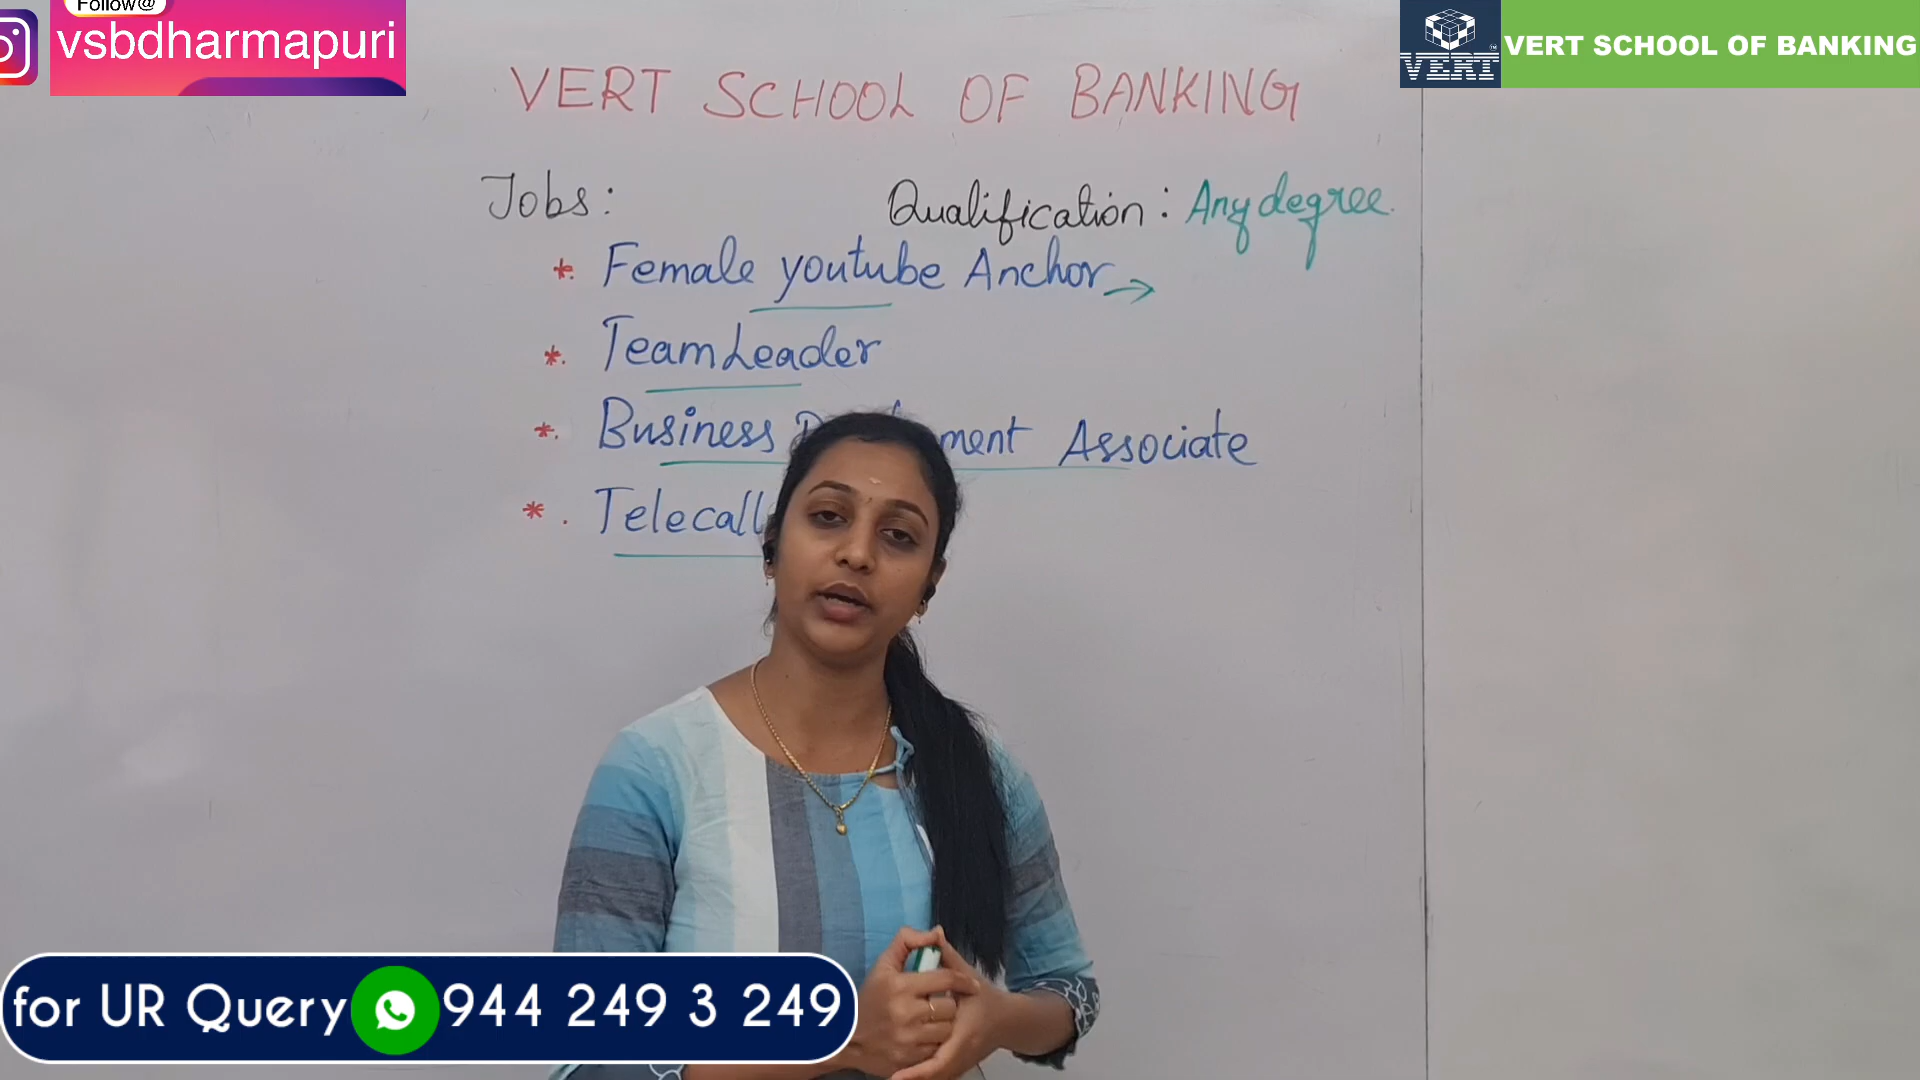 Follow@
vsbdharmapuri
VERT
VERT SCHOOL OF BANKING
VERT SCHOOL OF BANKING
Jobs:
Qualification: Any degree.
*. Female youtube Anchor →
*. Team Leader
*. Business ment Associate
*. Telecall
for UR Query 944 249 3 249